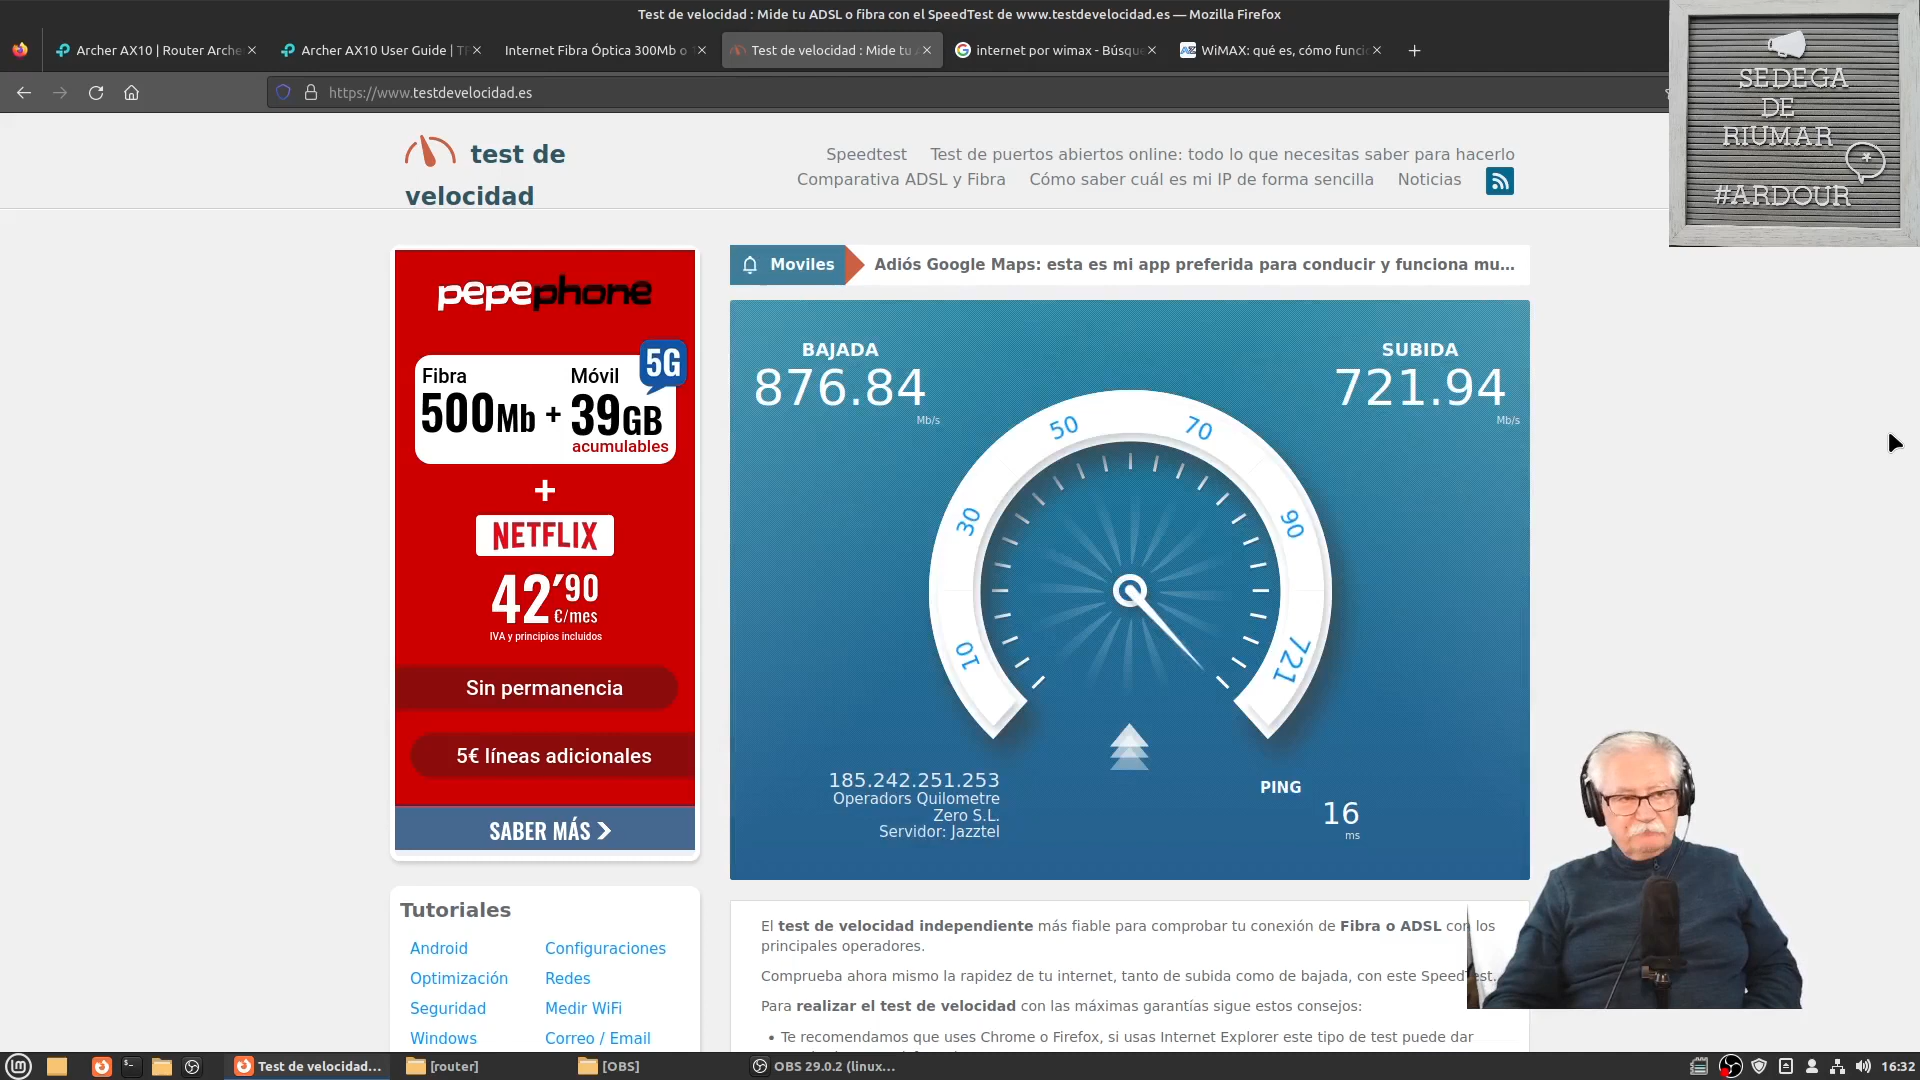 Test de velocidad : Mide tu ADSL o fibra con el SpeedTest de www.testdevelocidad.es — Mozilla Firefox
Archer AX10 | Router Arche
Archer AX10 User Guide | TP
Internet Fibra Óptica 300Mb o
Test de velocidad : Mide tu
internet por wimax - Búsque
WiMAX: qué es, cómo funci
https://www.testdevelocidad.es
SEDEGA
DE
RIUMAR
#ARDOUR
test de
velocidad
Speedtest Test de puertos abiertos online: todo lo que necesitas saber para hacerlo
Comparativa ADSL y Fibra Cómo saber cuál es mi IP de forma sencilla Noticias
pepephone
5G
Fibra Móvil
500Mb + 39GB
acumulables
+
NETFLIX
42'90
€/mes
IVA y principios incluidos
Sin permanencia
5€ líneas adicionales
SABER MÁS
Moviles Adiós Google Maps: esta es mi app preferida para conducir y funciona mu...
BAJADA
876.84
Mb/s
SUBIDA
721.94
Mb/s
10
30
50
70
90
721
185.242.251.253
Operadors Quilometre
Zero S.L.
Servidor: Jazztel
PING
16
ms
Tutoriales
Android Configuraciones
Optimización Redes
Seguridad Medir WiFi
Windows Correo / Email
El test de velocidad independiente más fiable para comprobar tu conexión de Fibra o ADSL con los
principales operadores.
Comprueba ahora mismo la rapidez de tu internet, tanto de subida como de bajada, con este SpeedTest.
Para realizar el test de velocidad con las máximas garantías sigue estos consejos:
• Te recomendamos que uses Chrome o Firefox, si usas Internet Explorer este tipo de test puede dar
Test de velocidad...
[router]
[OBS]
OBS 29.0.2 (linux...
16:32